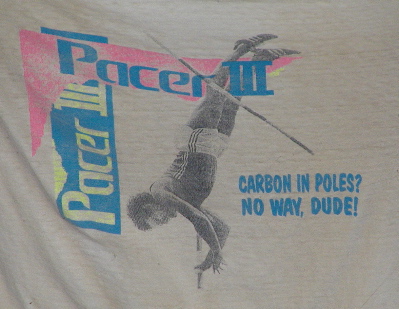 Pacer III
Pacer III
CARBON IN POLES?
NO WAY, DUDE!